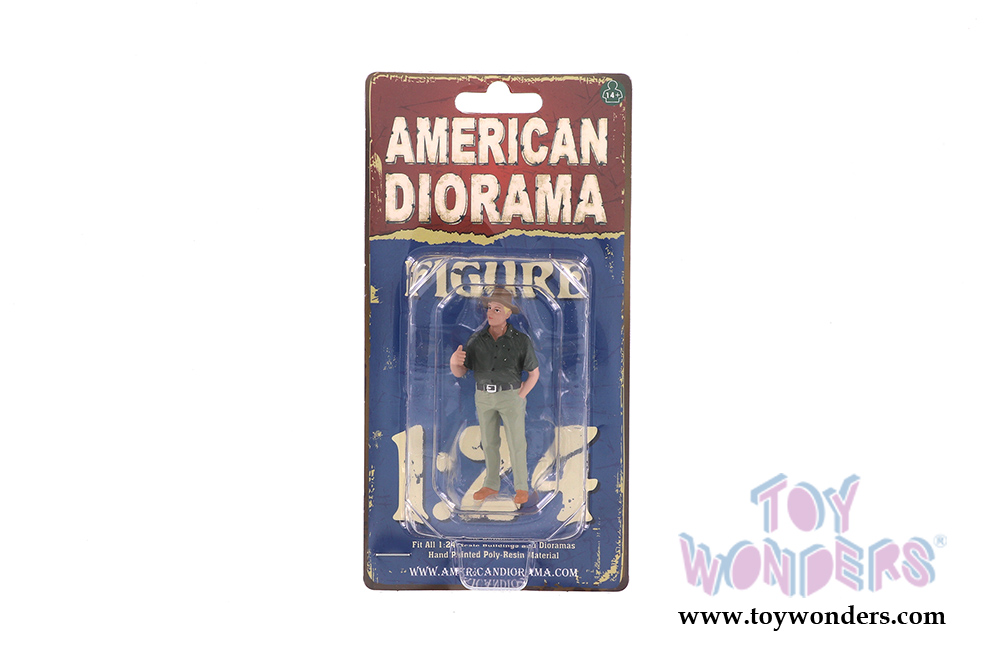 14+
AMERICAN
DIORAMA
FIGURE
1:24
Fit All 1:24 Scale Buildings and Dioramas
Hand Painted Poly-Resin Material
WWW.AMERICANDIORAMA.COM
TOY
WONDERS®
www.toywonders.com